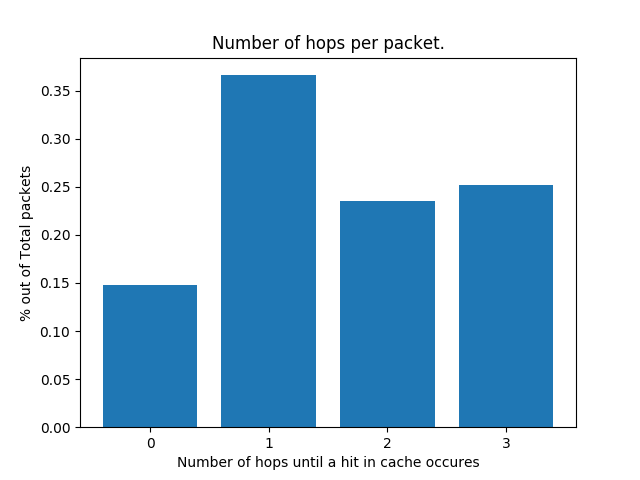 Number of hops per packet.
% out of Total packets
0.35
0.30
0.25
0.20
0.15
0.10
0.05
0.00
0 1 2 3
Number of hops until a hit in cache occures